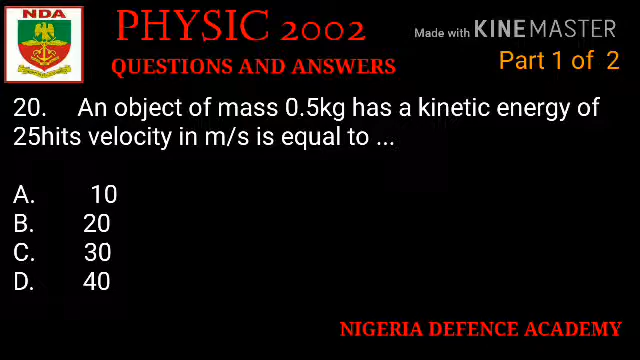 NDA
PHYSIC 2002
Made with KINEMASTER
QUESTIONS AND ANSWERS
Part 1 of 2
20. An object of mass 0.5kg has a kinetic energy of
25hits velocity in m/s is equal to ...
A. 10
B. 20
C. 30
D. 40
NIGERIA DEFENCE ACADEMY